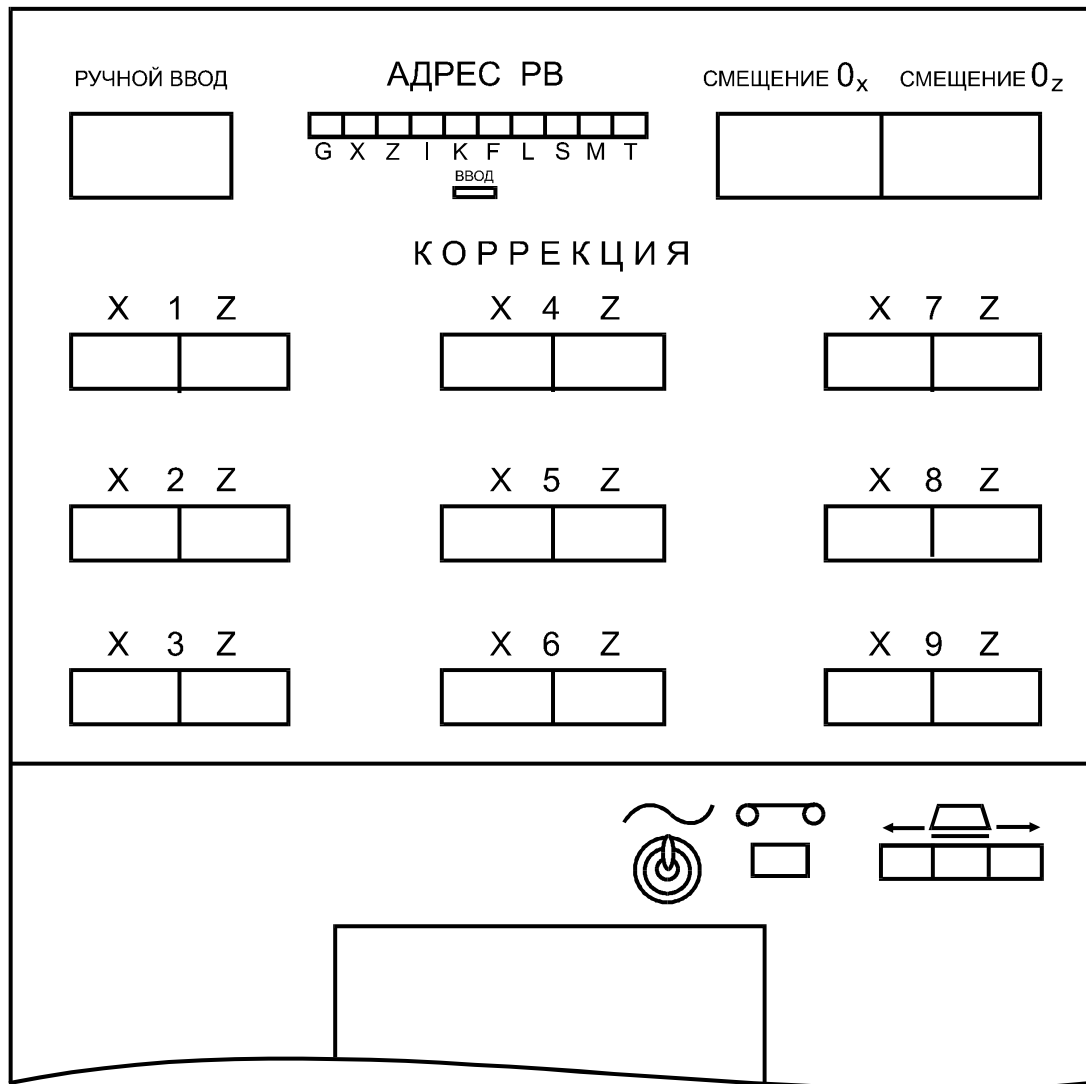 РУЧНОЙ ВВОД АДРЕС РВ СМЕЩЕНИЕ 0x СМЕЩЕНИЕ 0z
G X Z I K F L S M T
ВВОД
КОРРЕКЦИЯ
X 1 Z X 4 Z X 7 Z
X 2 Z X 5 Z X 8 Z
X 3 Z X 6 Z X 9 Z